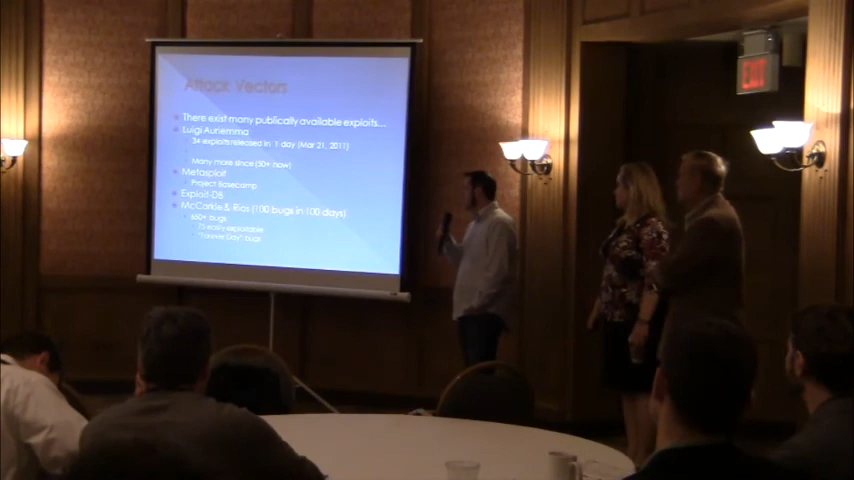 Attack Vectors
There exist many publically available exploits...
Luigi Auriemma
34 exploits released in 1 day (Mar 21, 2011)
Many more since (50+ now)
Metasploit
Project Basecamp
Exploit-DB
McCorkle & Rios (100 bugs in 100 days)
600+ bugs
75 easily exploitable
"Forever Day" bugs
EXIT